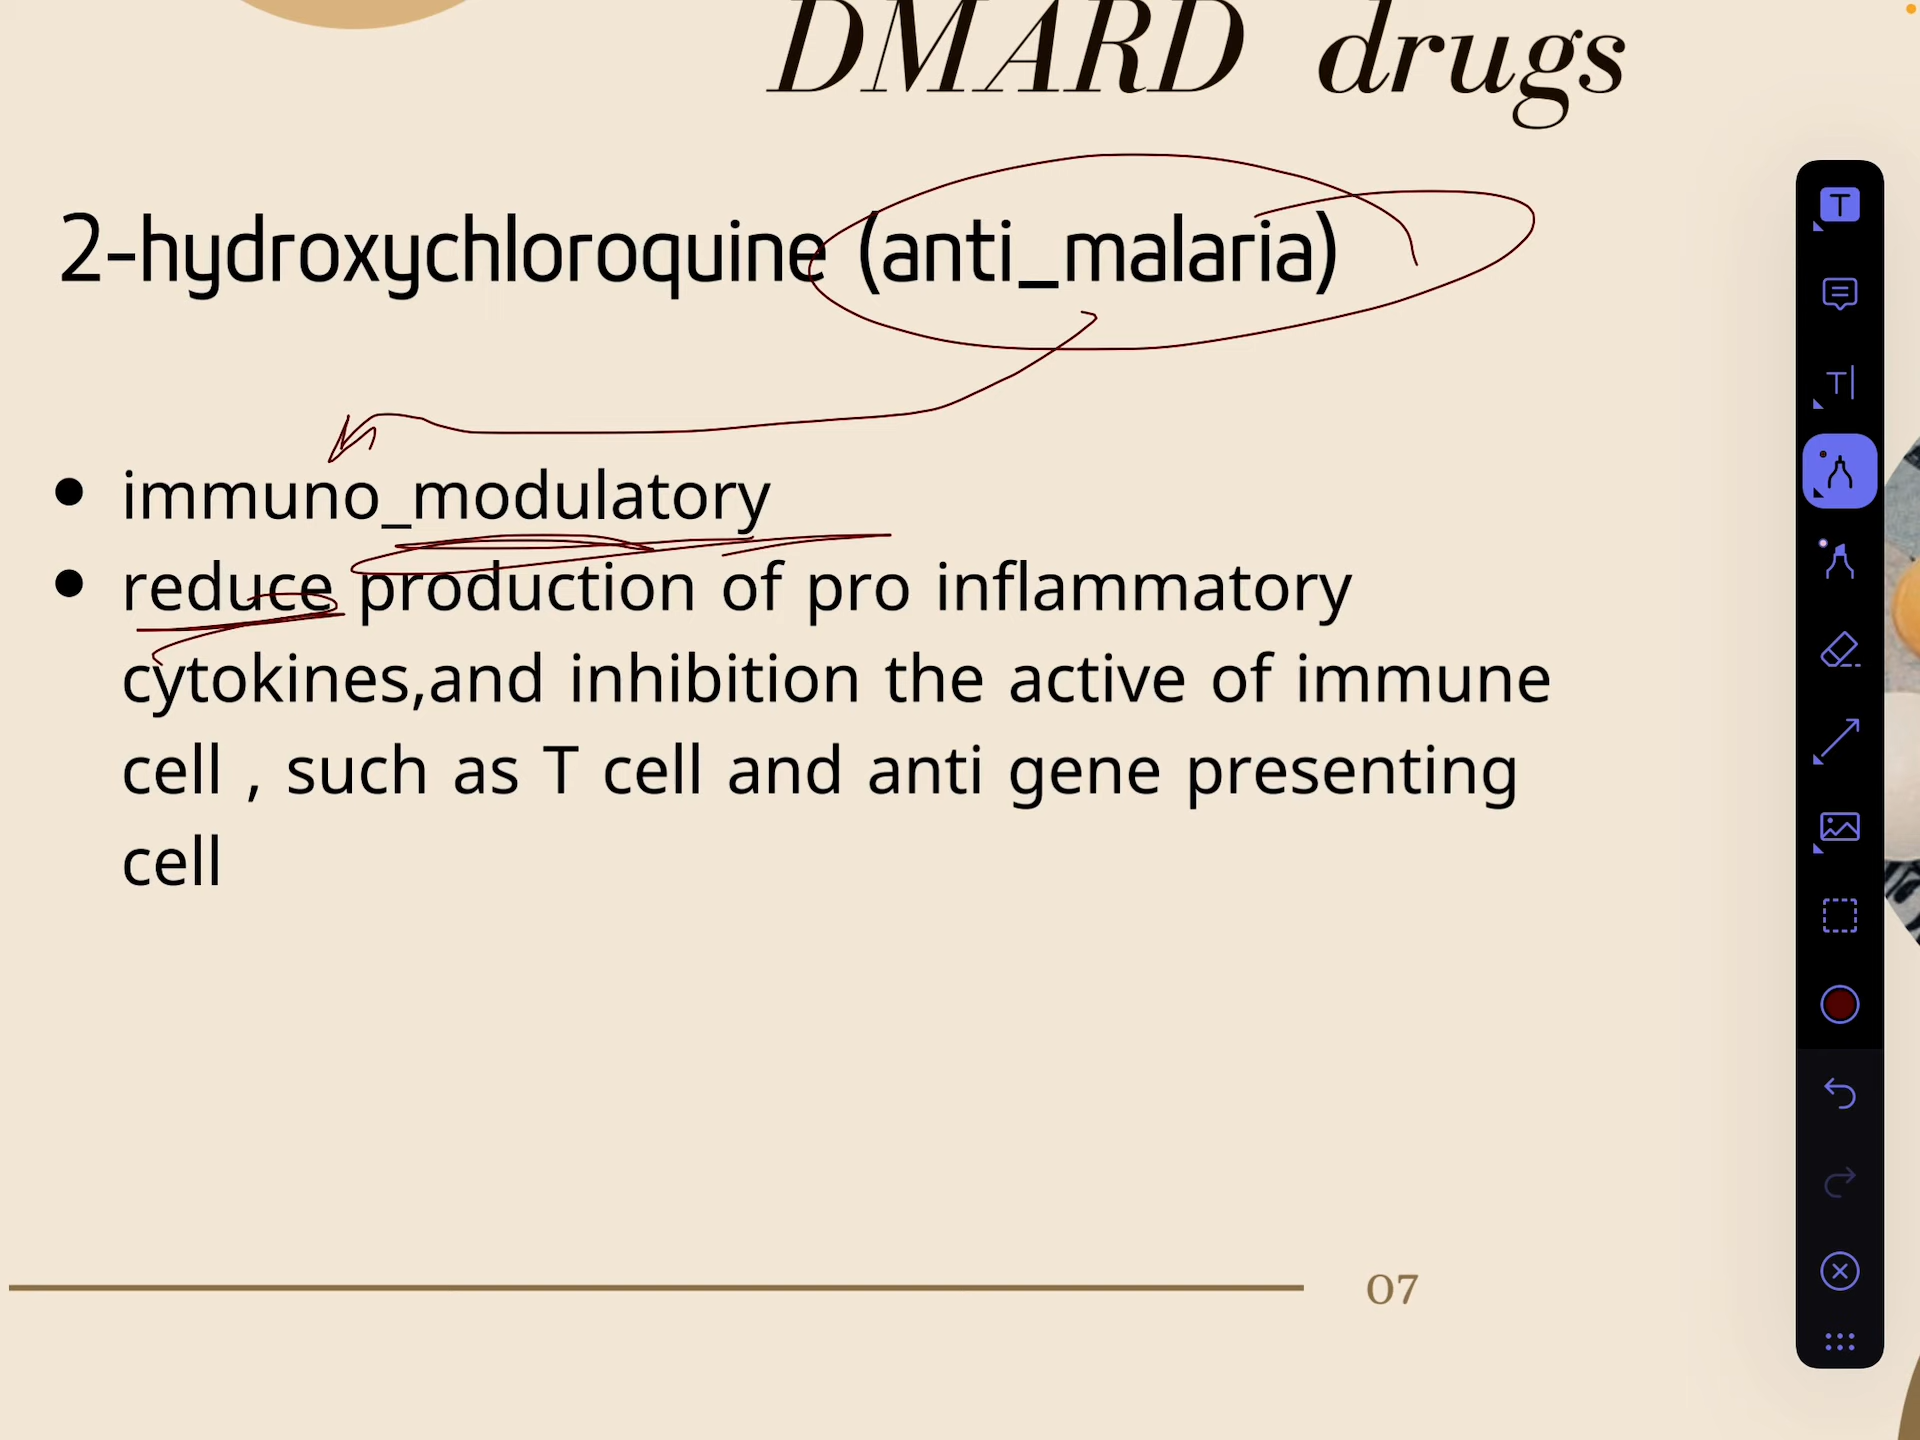 DMARD drugs
2-hydroxychloroquine (anti_malaria)
• immuno_modulatory
• reduce production of pro inflammatory
cytokines,and inhibition the active of immune
cell , such as T cell and anti gene presenting
cell
07